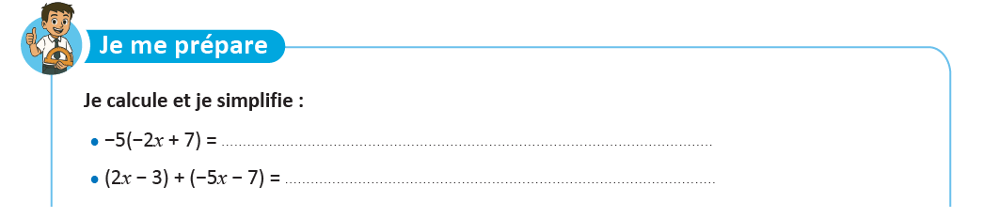 Je me prépare
Je calcule et je simplifie :
• −5(−2x + 7) = ........................................................................
• (2x − 3) + (−5x − 7) = ........................................................................